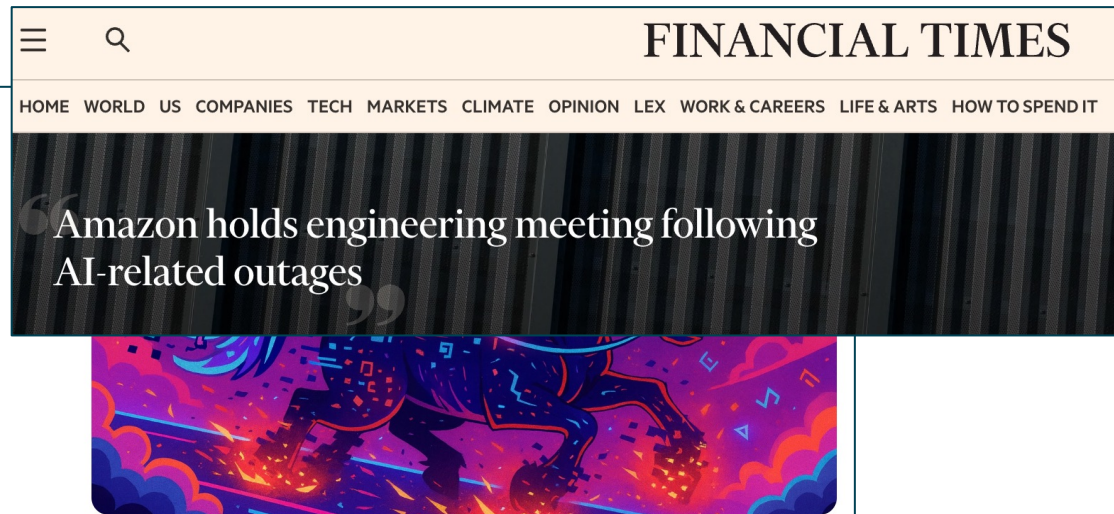 FINANCIAL TIMES
HOME WORLD US COMPANIES TECH MARKETS CLIMATE OPINION LEX WORK & CAREERS LIFE & ARTS HOW TO SPEND IT
“Amazon holds engineering meeting following
AI-related outages”